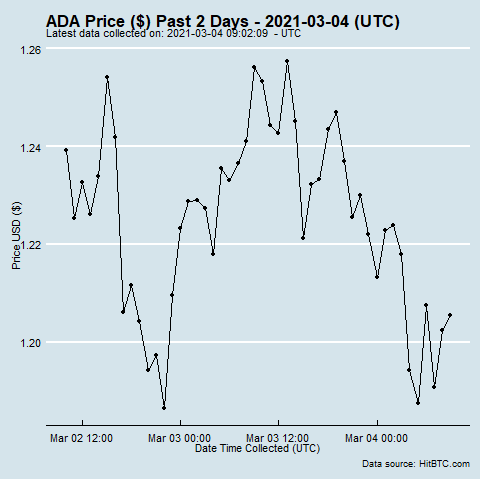 ADA Price ($) Past 2 Days - 2021-03-04 (UTC)
Latest data collected on: 2021-03-04 09:02:09 - UTC
1.26
1.24
1.22
1.20
Price USD ($)
Mar 02 12:00
Mar 03 00:00
Mar 03 12:00
Mar 04 00:00
Date Time Collected (UTC)
Data source: HitBTC.com